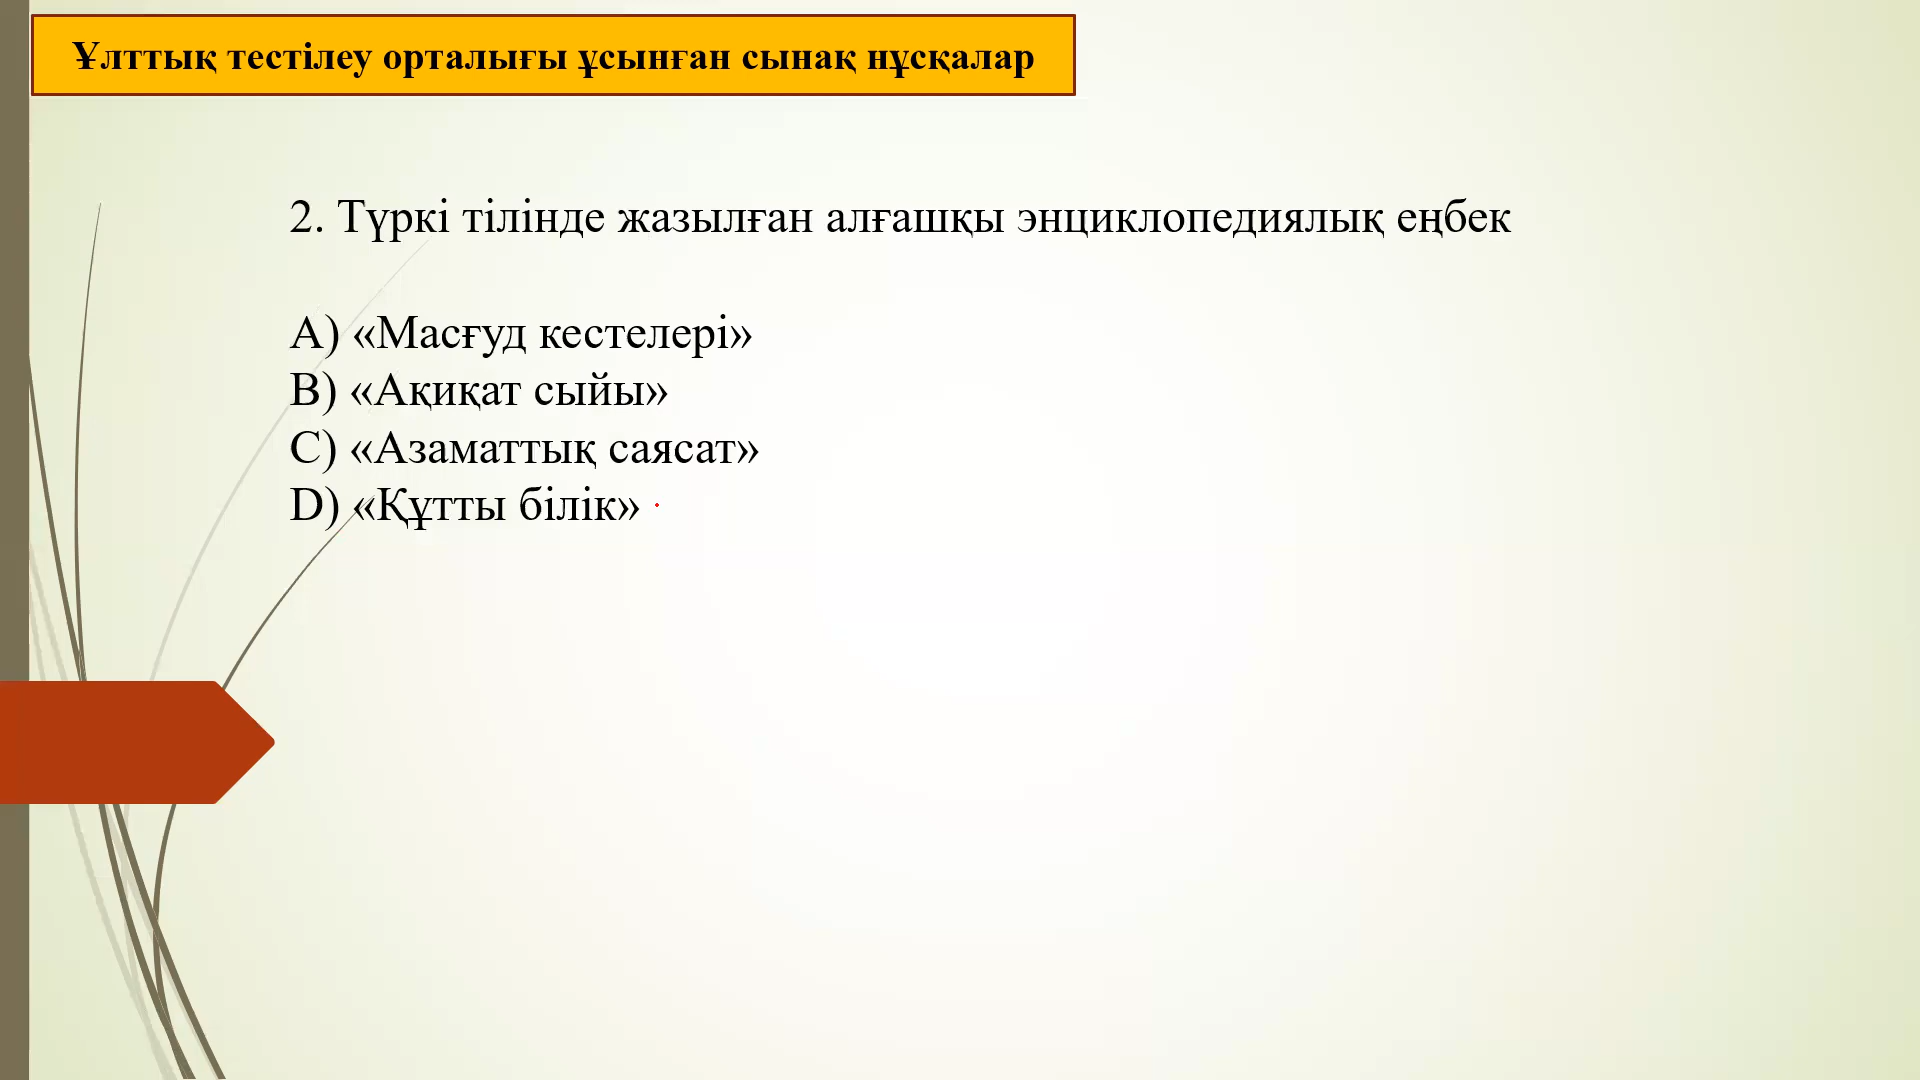 Ұлттық тестілеу орталығы ұсынған сынақ нұсқалар
2. Түркі тілінде жазылған алғашқы энциклопедиялық еңбек
A) «Масғуд кестелері»
B) «Ақиқат сыйы»
C) «Азаматтық саясат»
D) «Құтты білік»